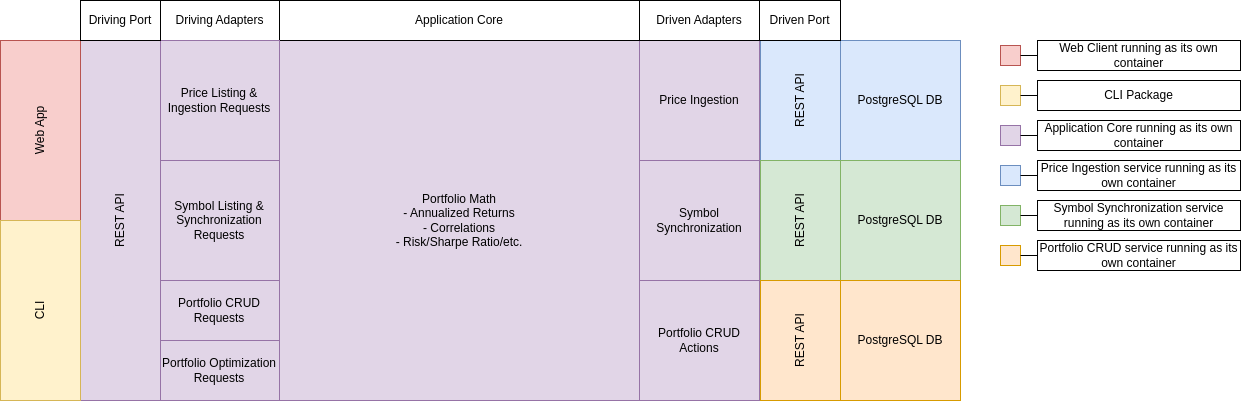 Driving Port
Driving Adapters
Application Core
Driven Adapters
Driven Port
Web App
CLI
REST API
Price Listing &
Ingestion Requests
Symbol Listing &
Synchronization
Requests
Portfolio CRUD
Requests
Portfolio Optimization
Requests
Portfolio Math
- Annualized Returns
- Correlations
- Risk/Sharpe Ratio/etc.
Price Ingestion
Symbol
Synchronization
Portfolio CRUD
Actions
REST API
PostgreSQL DB
REST API
PostgreSQL DB
REST API
PostgreSQL DB
Web Client running as its own
container
CLI Package
Application Core running as its own
container
Price Ingestion service running as its
own container
Symbol Synchronization service
running as its own container
Portfolio CRUD service running as its
own container